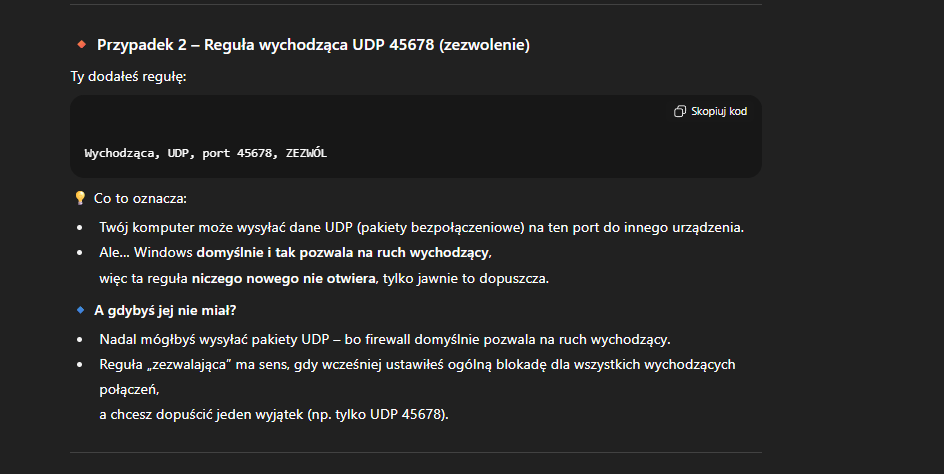 Przypadek 2 – Reguła wychodząca UDP 45678 (zezwolenie)
Ty dodałeś regułę:
Skopiuj kod
Wychodząca, UDP, port 45678, ZEZWÓL
Co to oznacza:
Twój komputer może wysyłać dane UDP (pakiety bezpołączeniowe) na ten port do innego urządzenia.
Ale... Windows domyślnie i tak pozwala na ruch wychodzący,
więc ta reguła niczego nowego nie otwiera, tylko jawnie to dopuszcza.
A gdybyś jej nie miał?
Nadal mógłbyś wysyłać pakiety UDP – bo firewall domyślnie pozwala na ruch wychodzący.
Reguła „zezwalająca” ma sens, gdy wcześniej ustawiłeś ogólną blokadę dla wszystkich wychodzących
połączeń,
a chcesz dopuścić jeden wyjątek (np. tylko UDP 45678).